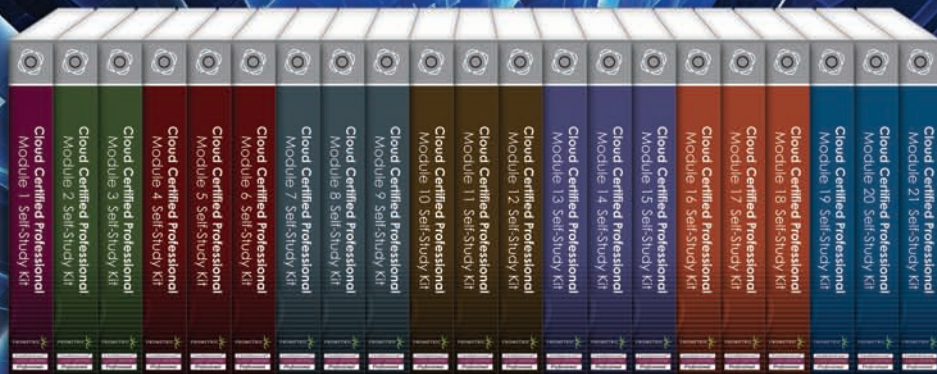 Cloud Certified Professional
Module 1 Self-Study Kit
Cloud Certified Professional
Module 2 Self-Study Kit
Cloud Certified Professional
Module 3 Self-Study Kit
Cloud Certified Professional
Module 4 Self-Study Kit
Cloud Certified Professional
Module 5 Self-Study Kit
Cloud Certified Professional
Module 6 Self-Study Kit
Cloud Certified Professional
Module 7 Self-Study Kit
Cloud Certified Professional
Module 8 Self-Study Kit
Cloud Certified Professional
Module 9 Self-Study Kit
Cloud Certified Professional
Module 10 Self-Study Kit
Cloud Certified Professional
Module 11 Self-Study Kit
Cloud Certified Professional
Module 12 Self-Study Kit
Cloud Certified Professional
Module 13 Self-Study Kit
Cloud Certified Professional
Module 14 Self-Study Kit
Cloud Certified Professional
Module 15 Self-Study Kit
Cloud Certified Professional
Module 16 Self-Study Kit
Cloud Certified Professional
Module 17 Self-Study Kit
Cloud Certified Professional
Module 18 Self-Study Kit
Cloud Certified Professional
Module 19 Self-Study Kit
Cloud Certified Professional
Module 20 Self-Study Kit
Cloud Certified Professional
Module 21 Self-Study Kit